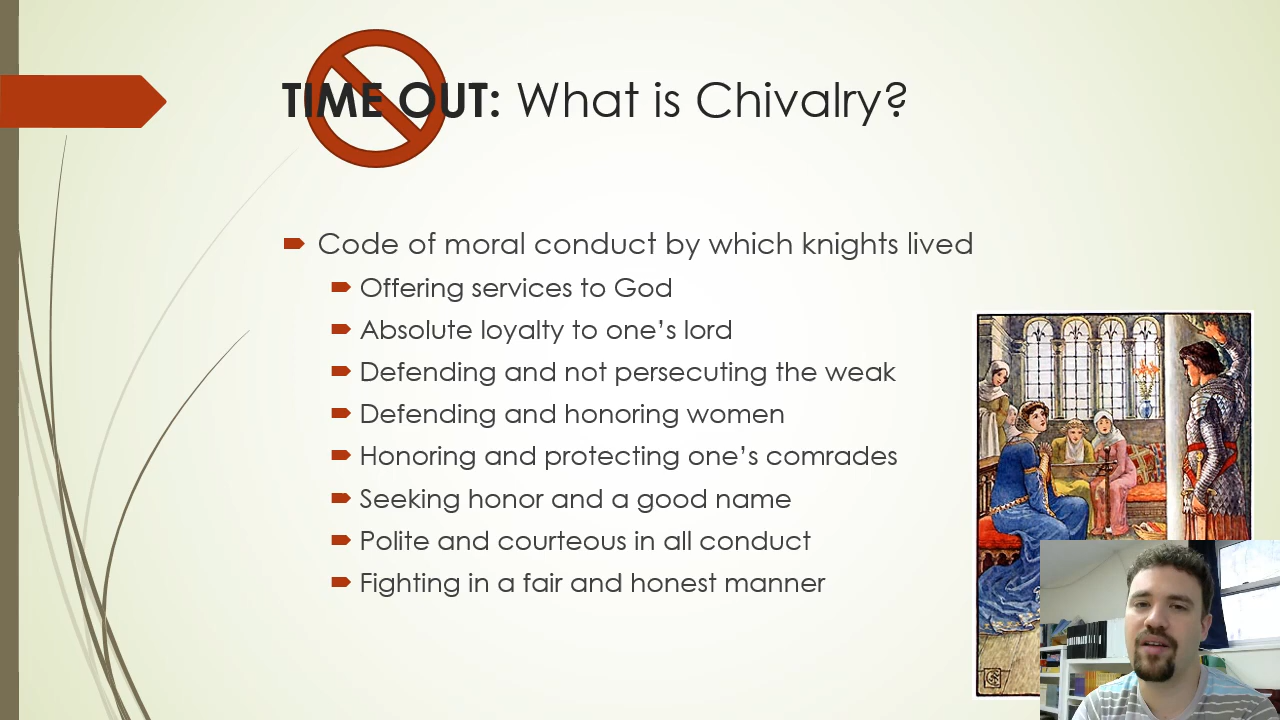 TIME OUT: What is Chivalry?
Code of moral conduct by which knights lived
Offering services to God
Absolute loyalty to one’s lord
Defending and not persecuting the weak
Defending and honoring women
Honoring and protecting one’s comrades
Seeking honor and a good name
Polite and courteous in all conduct
Fighting in a fair and honest manner